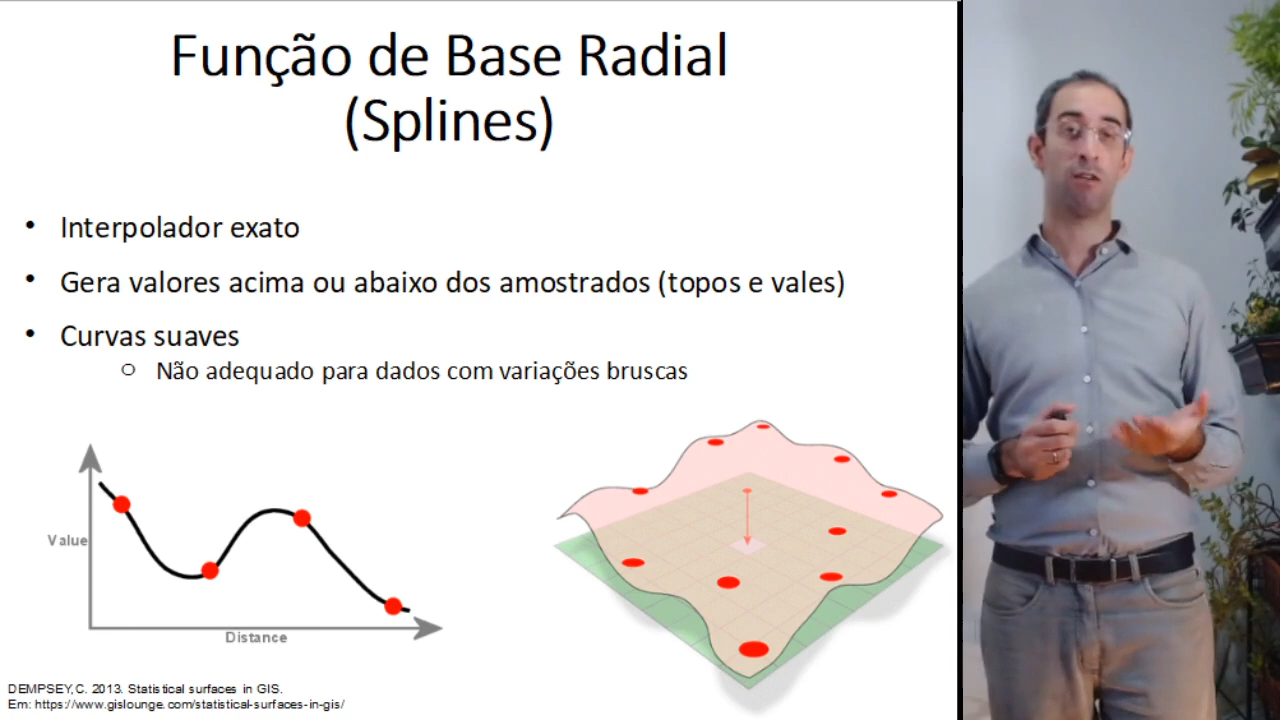 Função de Base Radial
(Splines)
• Interpolador exato
• Gera valores acima ou abaixo dos amostrados (topos e vales)
• Curvas suaves
○ Não adequado para dados com variações bruscas
Value
Distance
DEMPSEY,C. 2013. Statistical surfaces in GIS.
Em: https://www.gislounge.com/statistical-surfaces-in-gis/